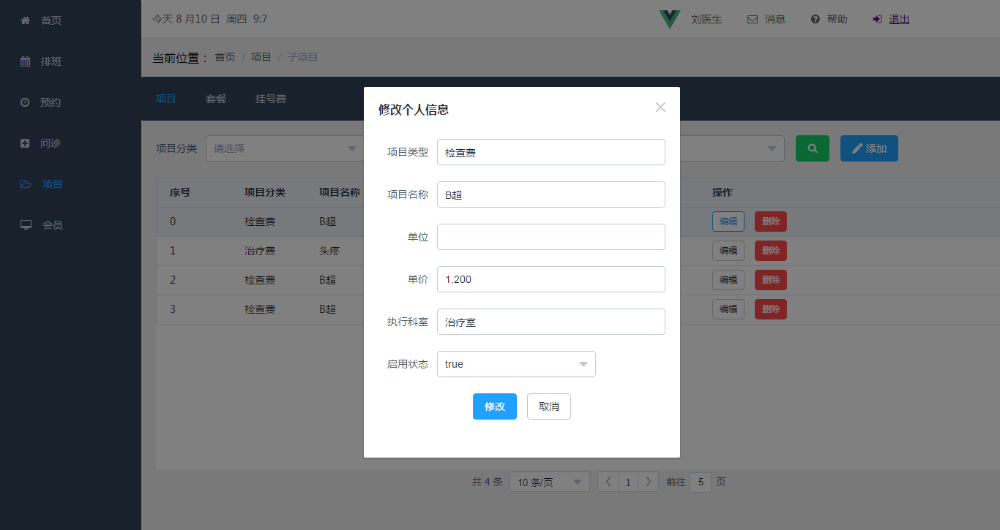 首页
排班
预约
问诊
项目
会员
今天 8 月10 日 周四 9:7
刘医生 消息 帮助 退出
当前位置： 首页 / 项目 / 子项目
项目 套餐 挂号费
项目分类 请选择 添加
序号 项目分类 项目名称 操作
0 检查费 B超 编辑 删除
1 治疗费 头疼 编辑 删除
2 检查费 B超 编辑 删除
3 检查费 B超 编辑 删除
共 4 条 10 条/页 1 前往 5 页
修改个人信息
项目类型 检查费
项目名称 B超
单位
单价 1,200
执行科室 治疗室
启用状态 true
修改 取消